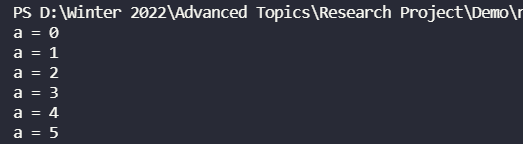 PS D:\Winter 2022\Advanced Topics\Research Project\Demo\
a = 0
a = 1
a = 2
a = 3
a = 4
a = 5